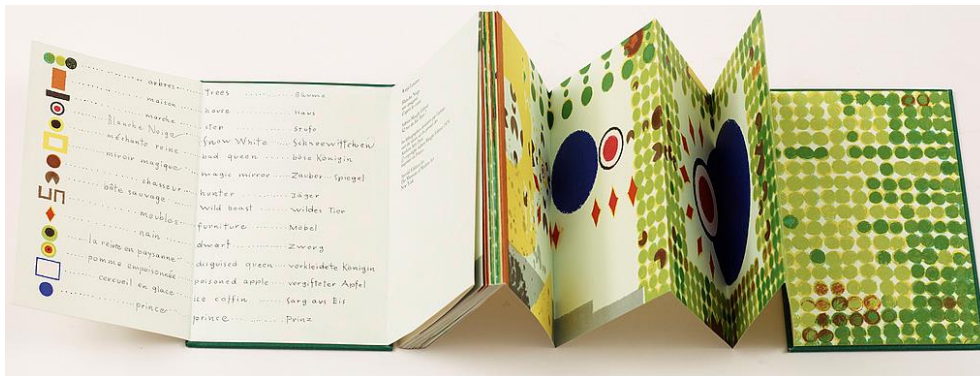 arbres trees Bäume
maison house Haus
marche step Stufe
Blanche Neige Snow White Schneewittchen
méchante reine bad queen böse Königin
miroir magique magic mirror Zauber-Spiegel
chasseur hunter Jäger
bête sauvage wild beast wildes Tier
meubles furniture Möbel
nain dwarf Zwerg
la reine en paysanne disguised queen verkleidete Königin
pomme empoisonnée poisoned apple vergifteter Apfel
cercueil en glace ice coffin Sarg aus Eis
prince prince Prinz